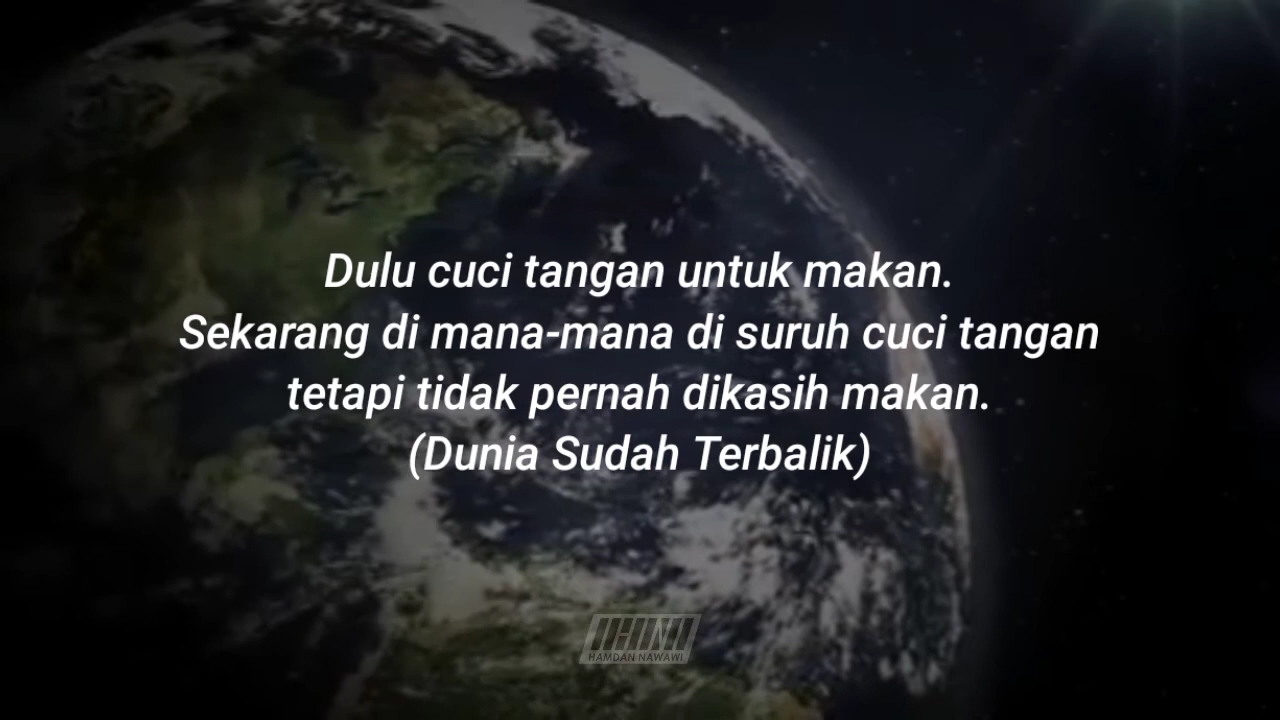 Dulu cuci tangan untuk makan.
Sekarang di mana-mana di suruh cuci tangan
tetapi tidak pernah dikasih makan.
(Dunia Sudah Terbalik)
HAMDAN NAWAWI